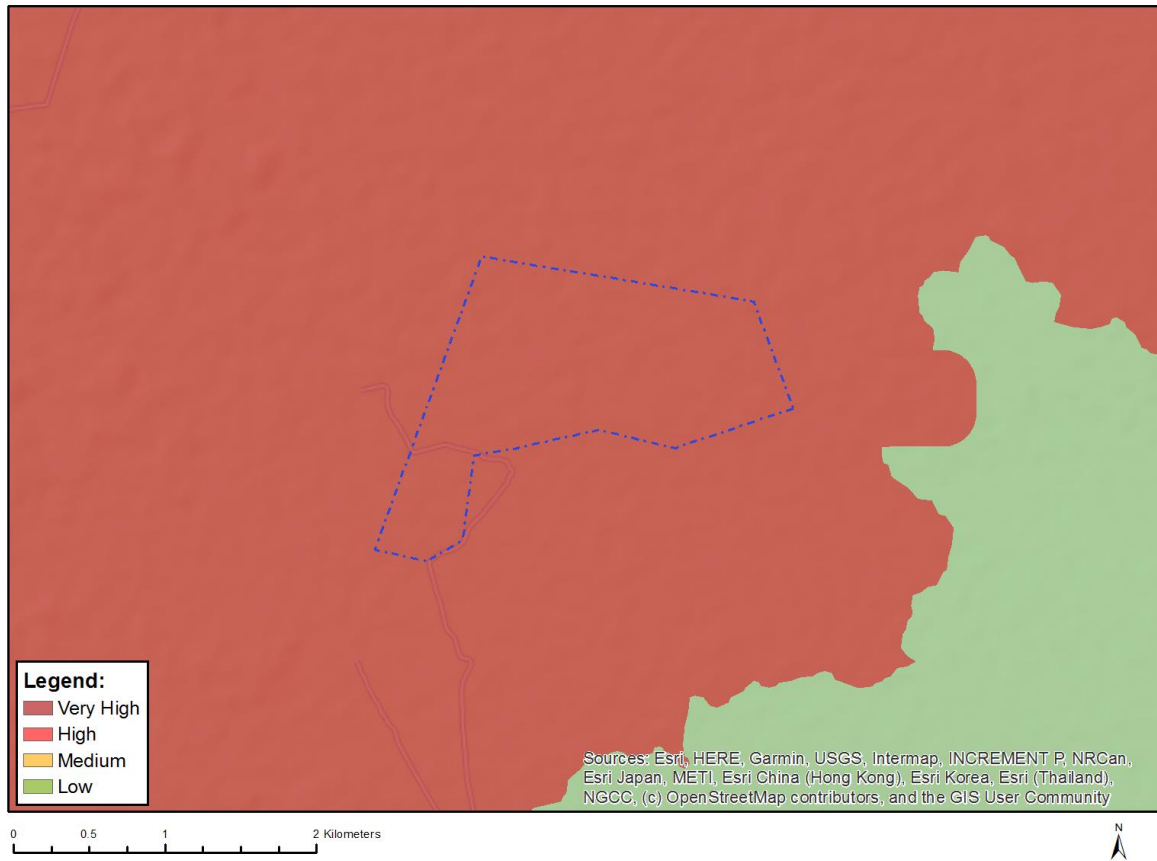 Legend:
Very High
High
Medium
Low
Sources: Esri, HERE, Garmin, USGS, Intermap, INCREMENT P, NRCan,
Esri Japan, METI, Esri China (Hong Kong), Esri Korea, Esri (Thailand),
NGCC, (c) OpenStreetMap contributors, and the GIS User Community
0 0.5 1 2 Kilometers
N